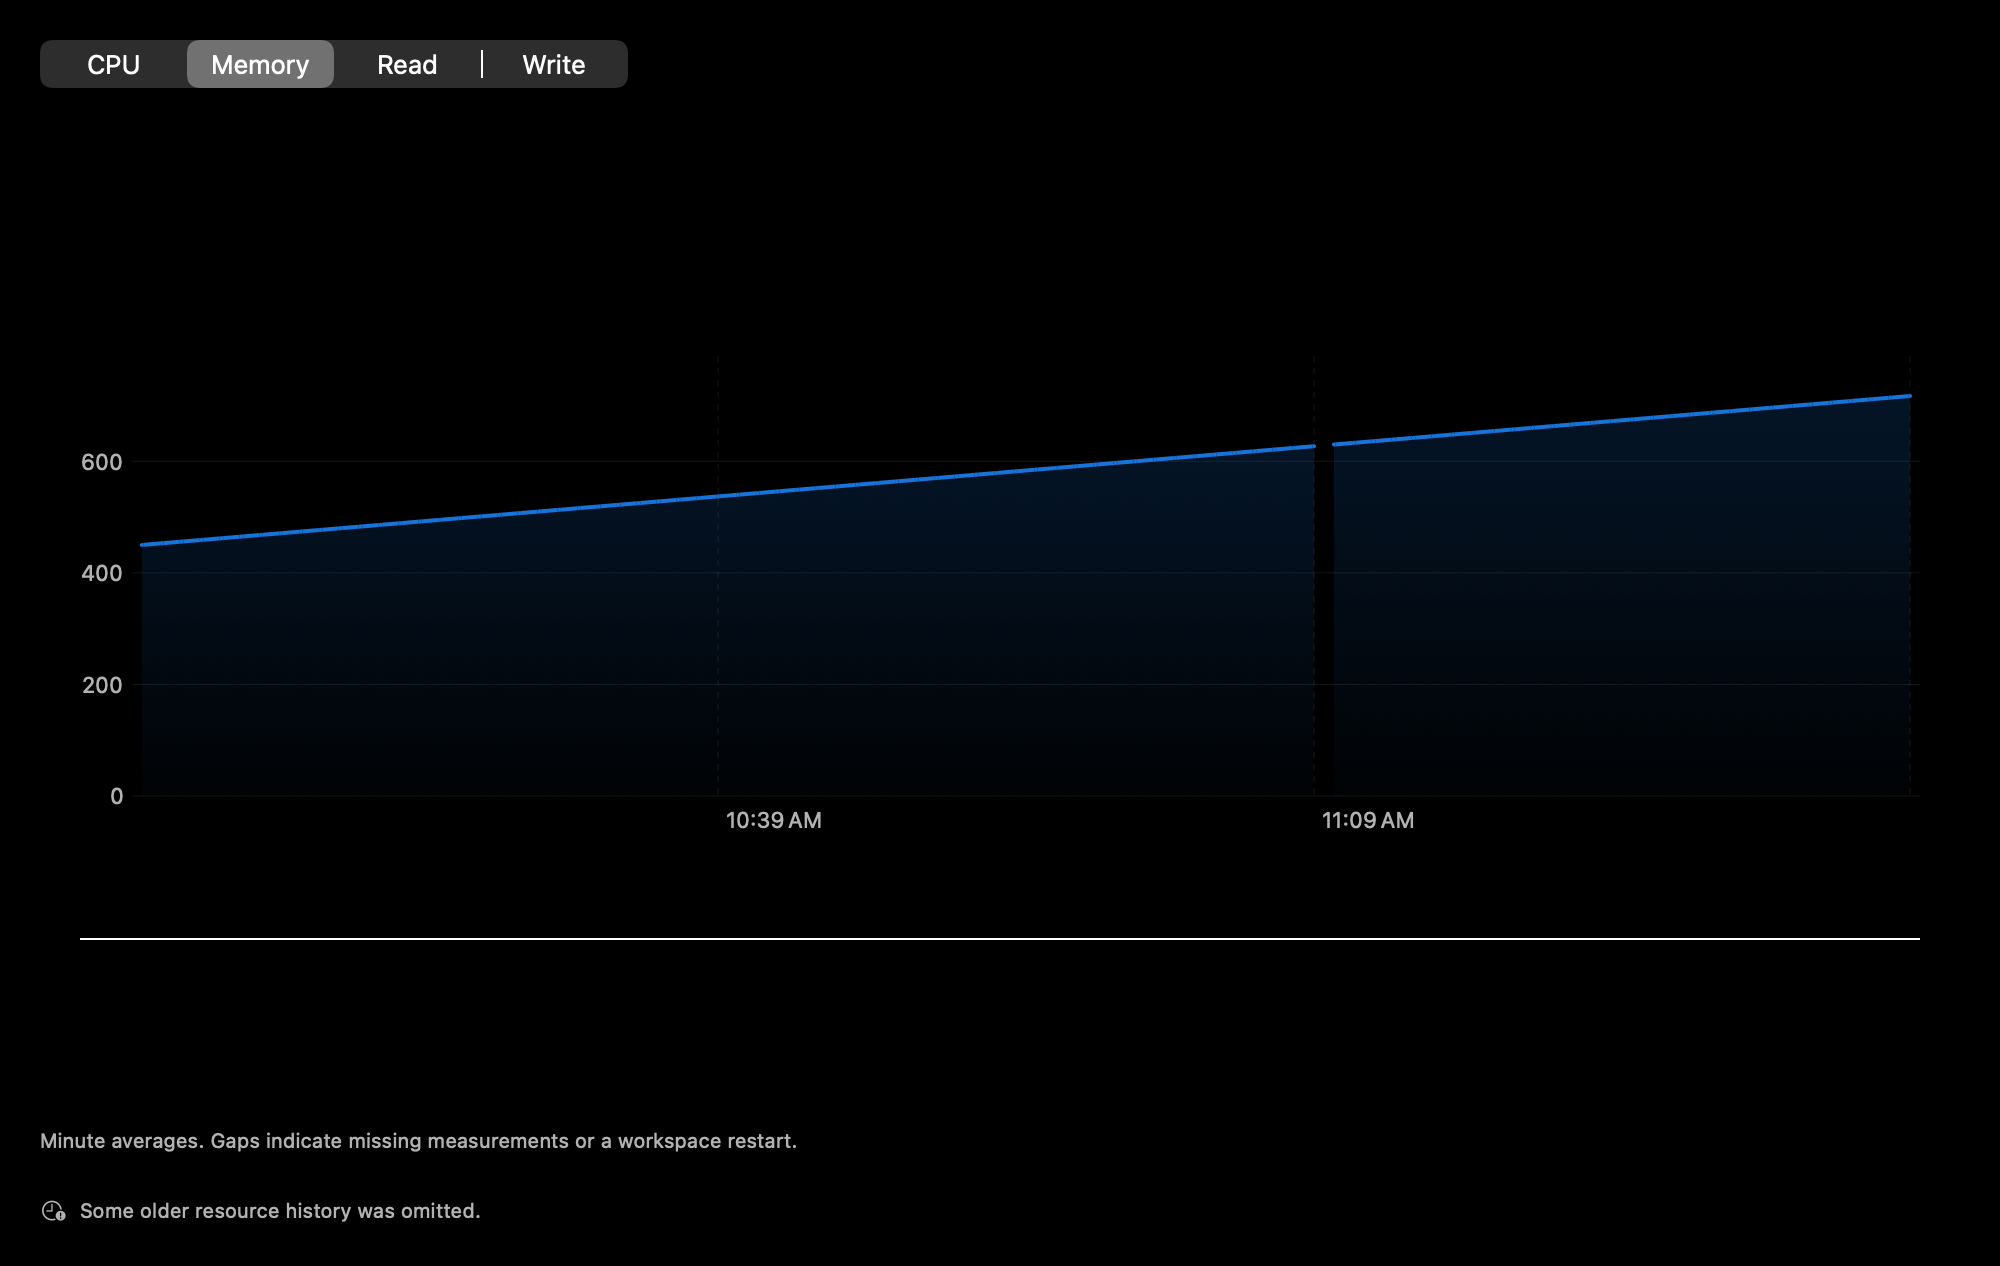 CPU Memory Read Write
600
400
200
0
10:39 AM 11:09 AM
Minute averages. Gaps indicate missing measurements or a workspace restart.
Some older resource history was omitted.